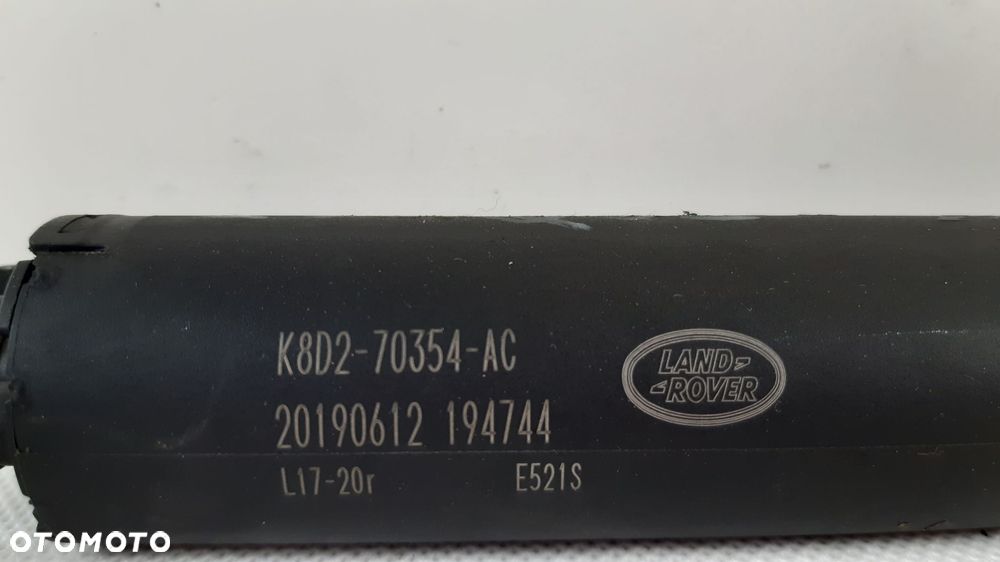 K8D2-70354-AC
LAND
ROVER
20190612 194744
L17-20r E521S
OTOMOTO